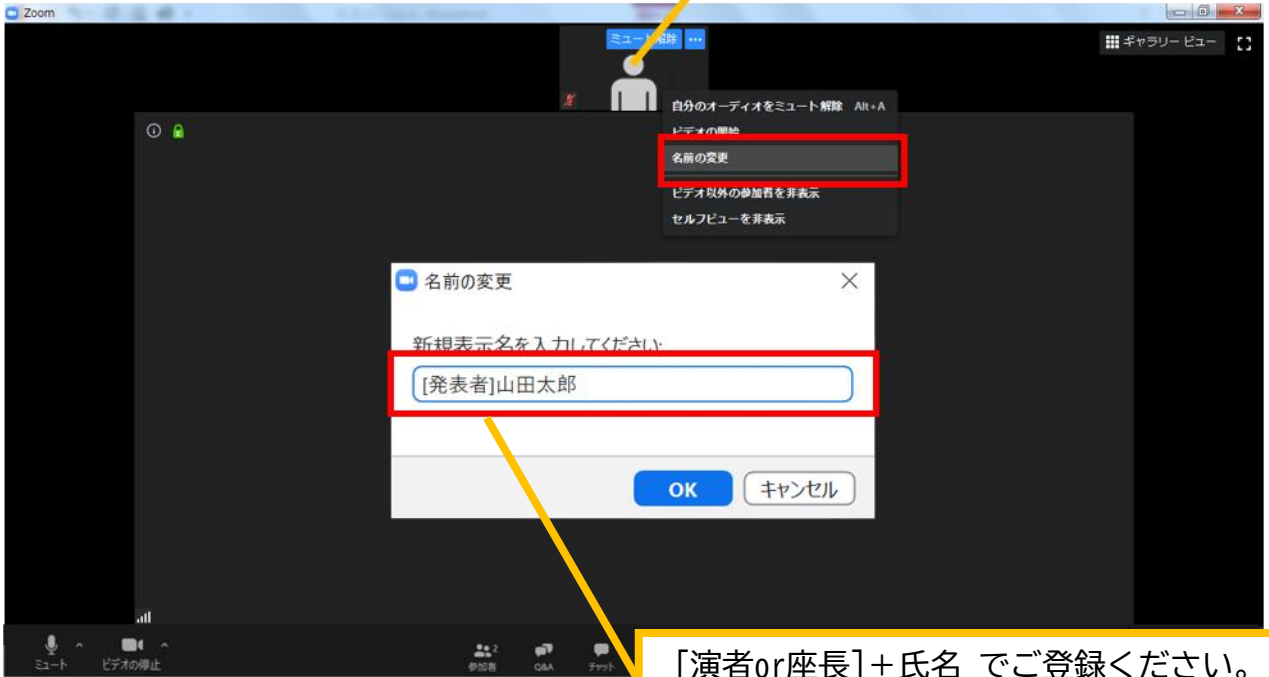 Zoom
ミュート解除 ...
ギャラリー ビュー
自分のオーディオをミュート解除 Alt+A
ビデオの開始
名前の変更
ビデオ以外の参加者を非表示
セルフビューを非表示
名前の変更
新規表示名を入力してください:
[発表者]山田太郎
OK キャンセル
ミュート ビデオの停止 参加者 2 Q&A チャット
[演者or座長]+氏名 でご登録ください。